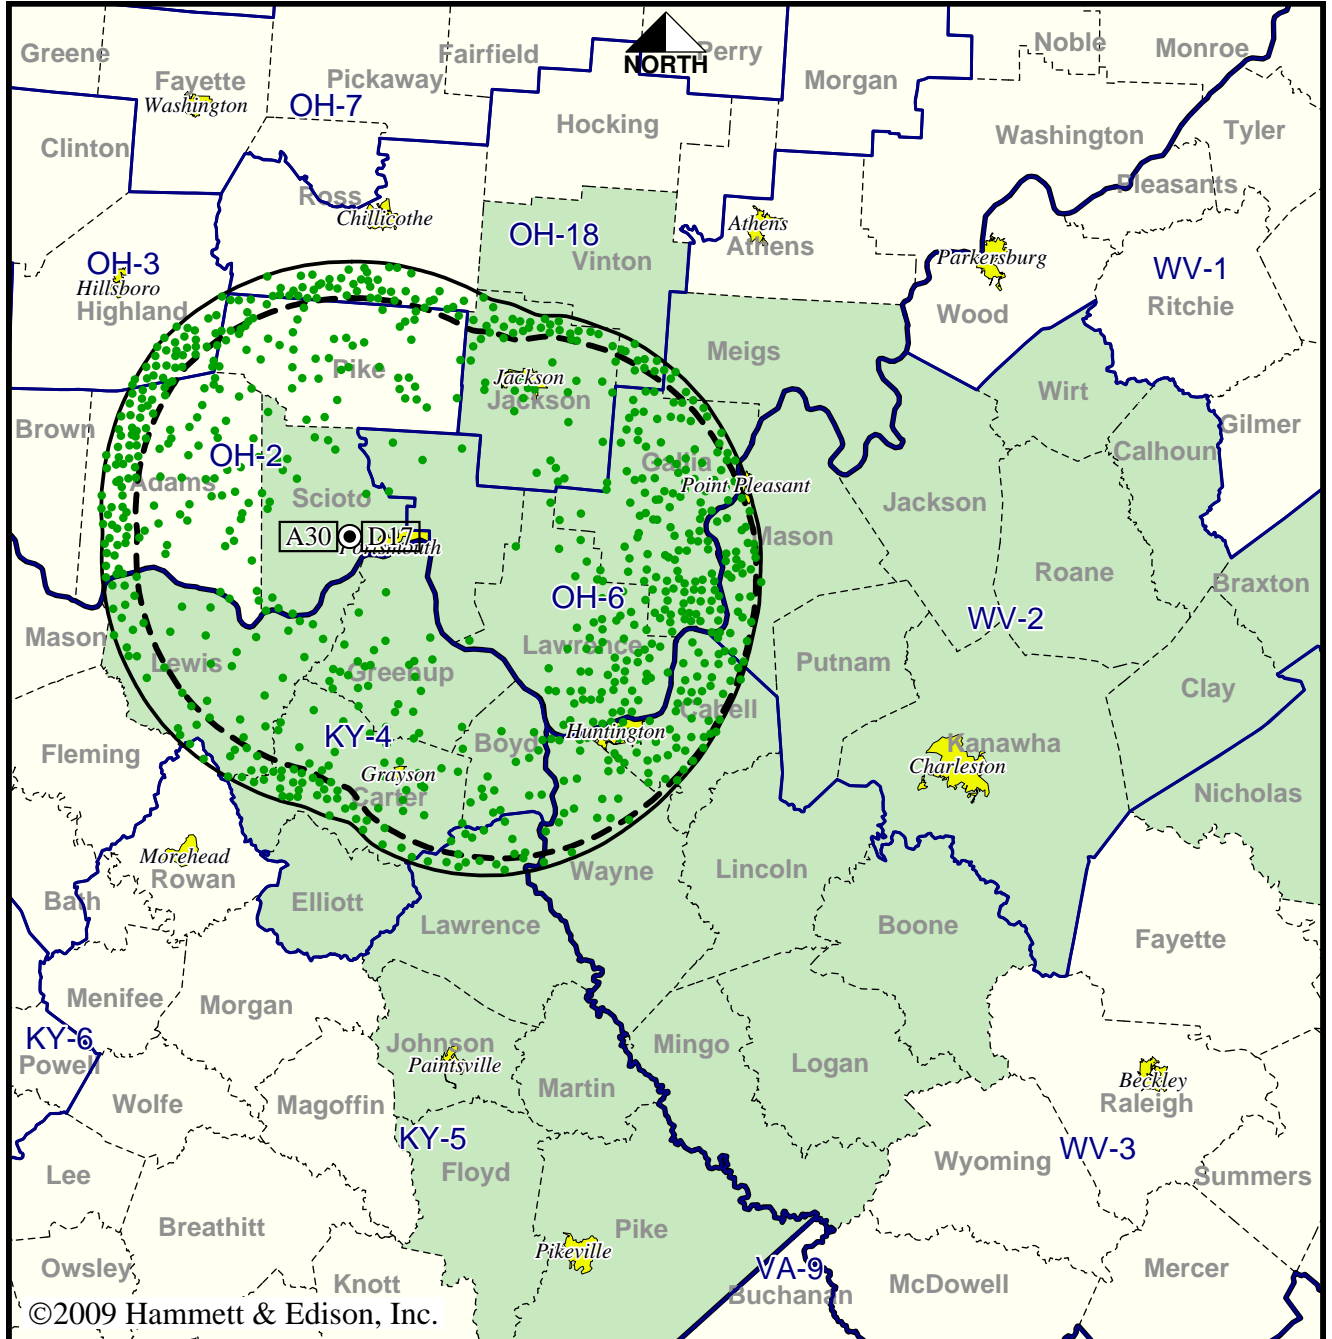 Greene
Fayette
Washington
Pickaway
Fairfield
Perry
NORTH
Morgan
Noble
Monroe
OH-7
Clinton
Hocking
Washington
Tyler
Pleasants
Ross
Chillicothe
OH-18
Vinton
Athens
Athens
Parkersburg
WV-1
Ritchie
OH-3
Hillsboro
Highland
Wood
Meigs
Pike
Jackson
Jackson
Wirt
Brown
Gilmer
Calhoun
OH-2
Adams
Scioto
Gallia
Point Pleasant
Jackson
Mason
A30
D17
Portsmouth
Roane
Braxton
OH-6
WV-2
Mason
Lewis
Greenup
Lawrence
Putnam
Clay
Cabell
KY-4
Boyd
Huntington
Fleming
Kanawha
Charleston
Grayson
Carter
Nicholas
Morehead
Rowan
Wayne
Lincoln
Bath
Elliott
Lawrence
Boone
Fayette
Menifee
Morgan
KY-6
Powell
Johnson
Paintsville
Mingo
Logan
Martin
Beckley
Raleigh
Wolfe
Magoffin
KY-5
Floyd
Wyoming
WV-3
Summers
Lee
Breathitt
Pike
Pikeville
Owsley
Knott
VA-9
Buchanan
McDowell
Mercer
©2009 Hammett & Edison, Inc.